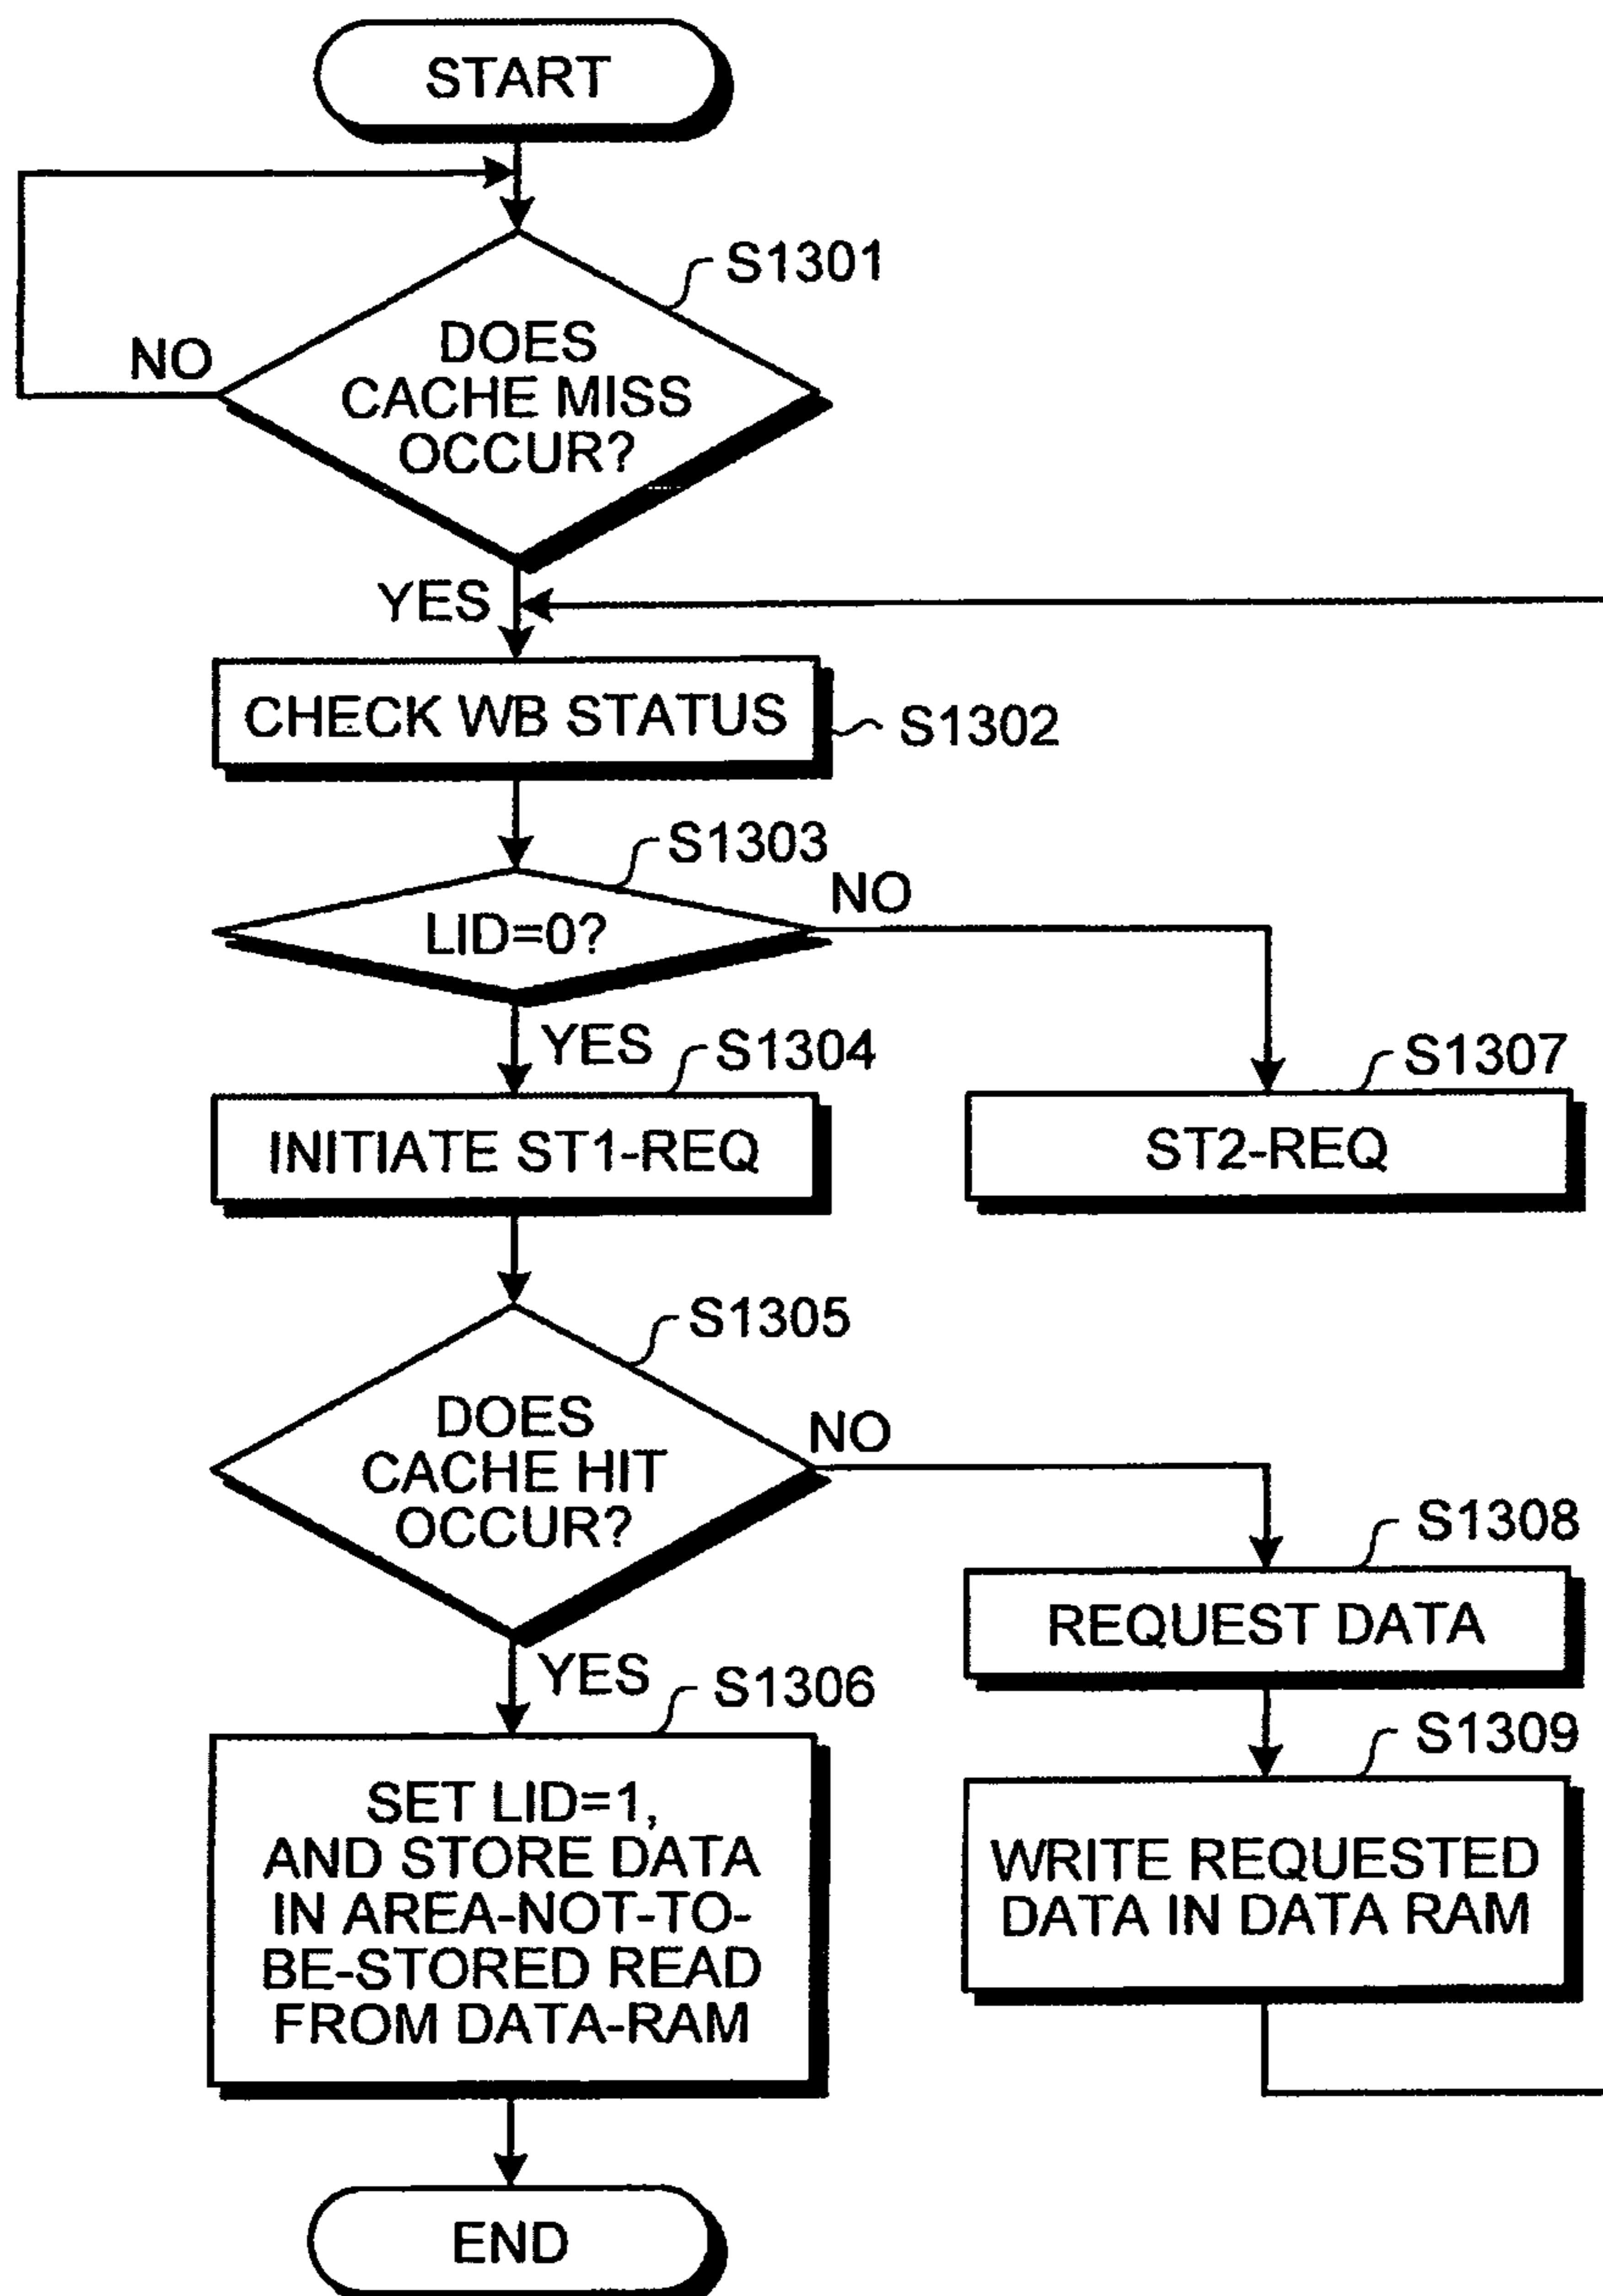 START
S1301
DOES
CACHE MISS
OCCUR?
NO
YES
CHECK WB STATUS
S1302
S1303
LID=0?
NO
YES
S1304
INITIATE ST1-REQ
S1307
ST2-REQ
S1305
DOES
CACHE HIT
OCCUR?
NO
YES
S1306
SET LID=1,
AND STORE DATA
IN AREA-NOT-TO-
BE-STORED READ
FROM DATA-RAM
S1308
REQUEST DATA
S1309
WRITE REQUESTED
DATA IN DATA RAM
END